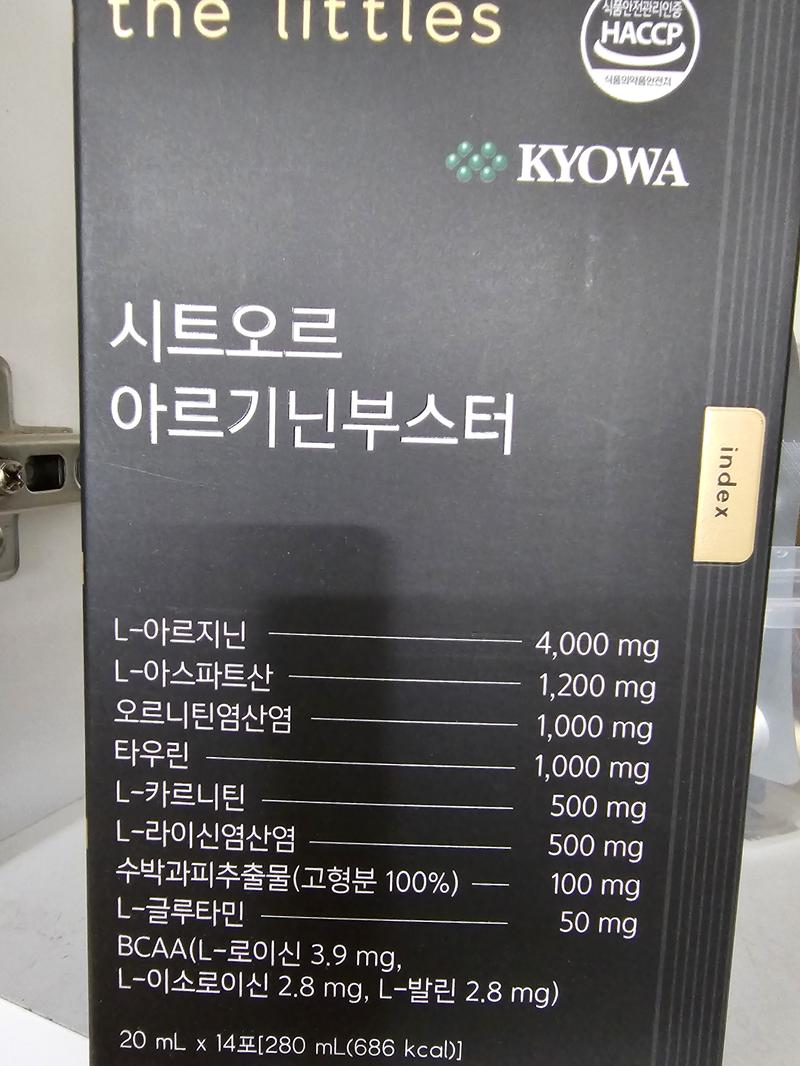 the littles
식품안전관리인증
HACCP
식품의약품안전처
KYOWA
시트오르
아르기닌부스터
index
L-아르지닌 4,000 mg
L-아스파트산 1,200 mg
오르니틴염산염 1,000 mg
타우린 1,000 mg
L-카르니틴 500 mg
L-라이신염산염 500 mg
수박과피추출물(고형분 100%) 100 mg
L-글루타민 50 mg
BCAA(L-로이신 3.9 mg,
L-이소로이신 2.8 mg, L-발린 2.8 mg)
20 mL x 14포[280 mL(686 kcal)]